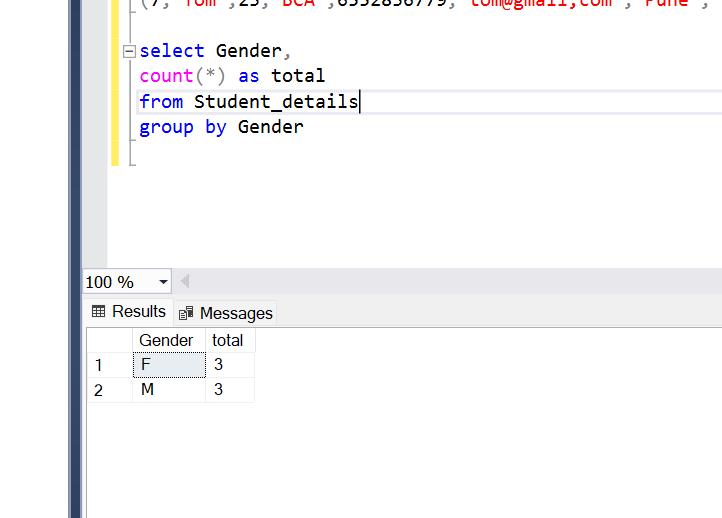 (7, 'Tom',23,'BCA',6552856779,'tom@gmail,com','Pune',
select Gender,
count(*) as total
from Student_details
group by Gender
100 %
Results Messages
Gender total
1 F 3
2 M 3